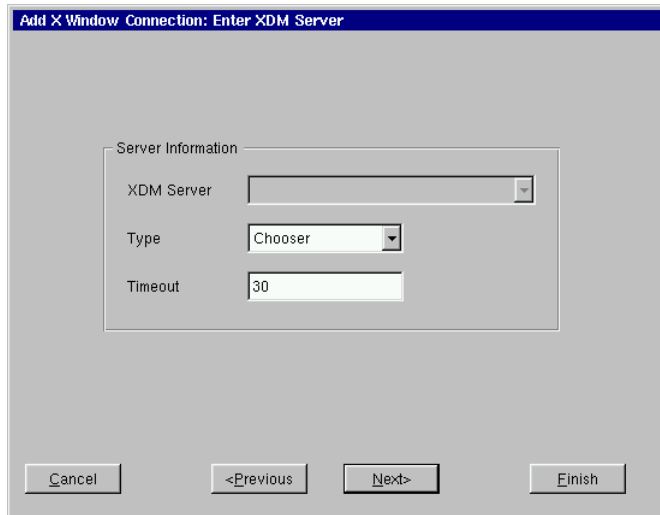 Add X Window Connection: Enter XDM Server
Server Information
XDM Server
Type Chooser
Timeout 30
Cancel <Previous Next> Finish